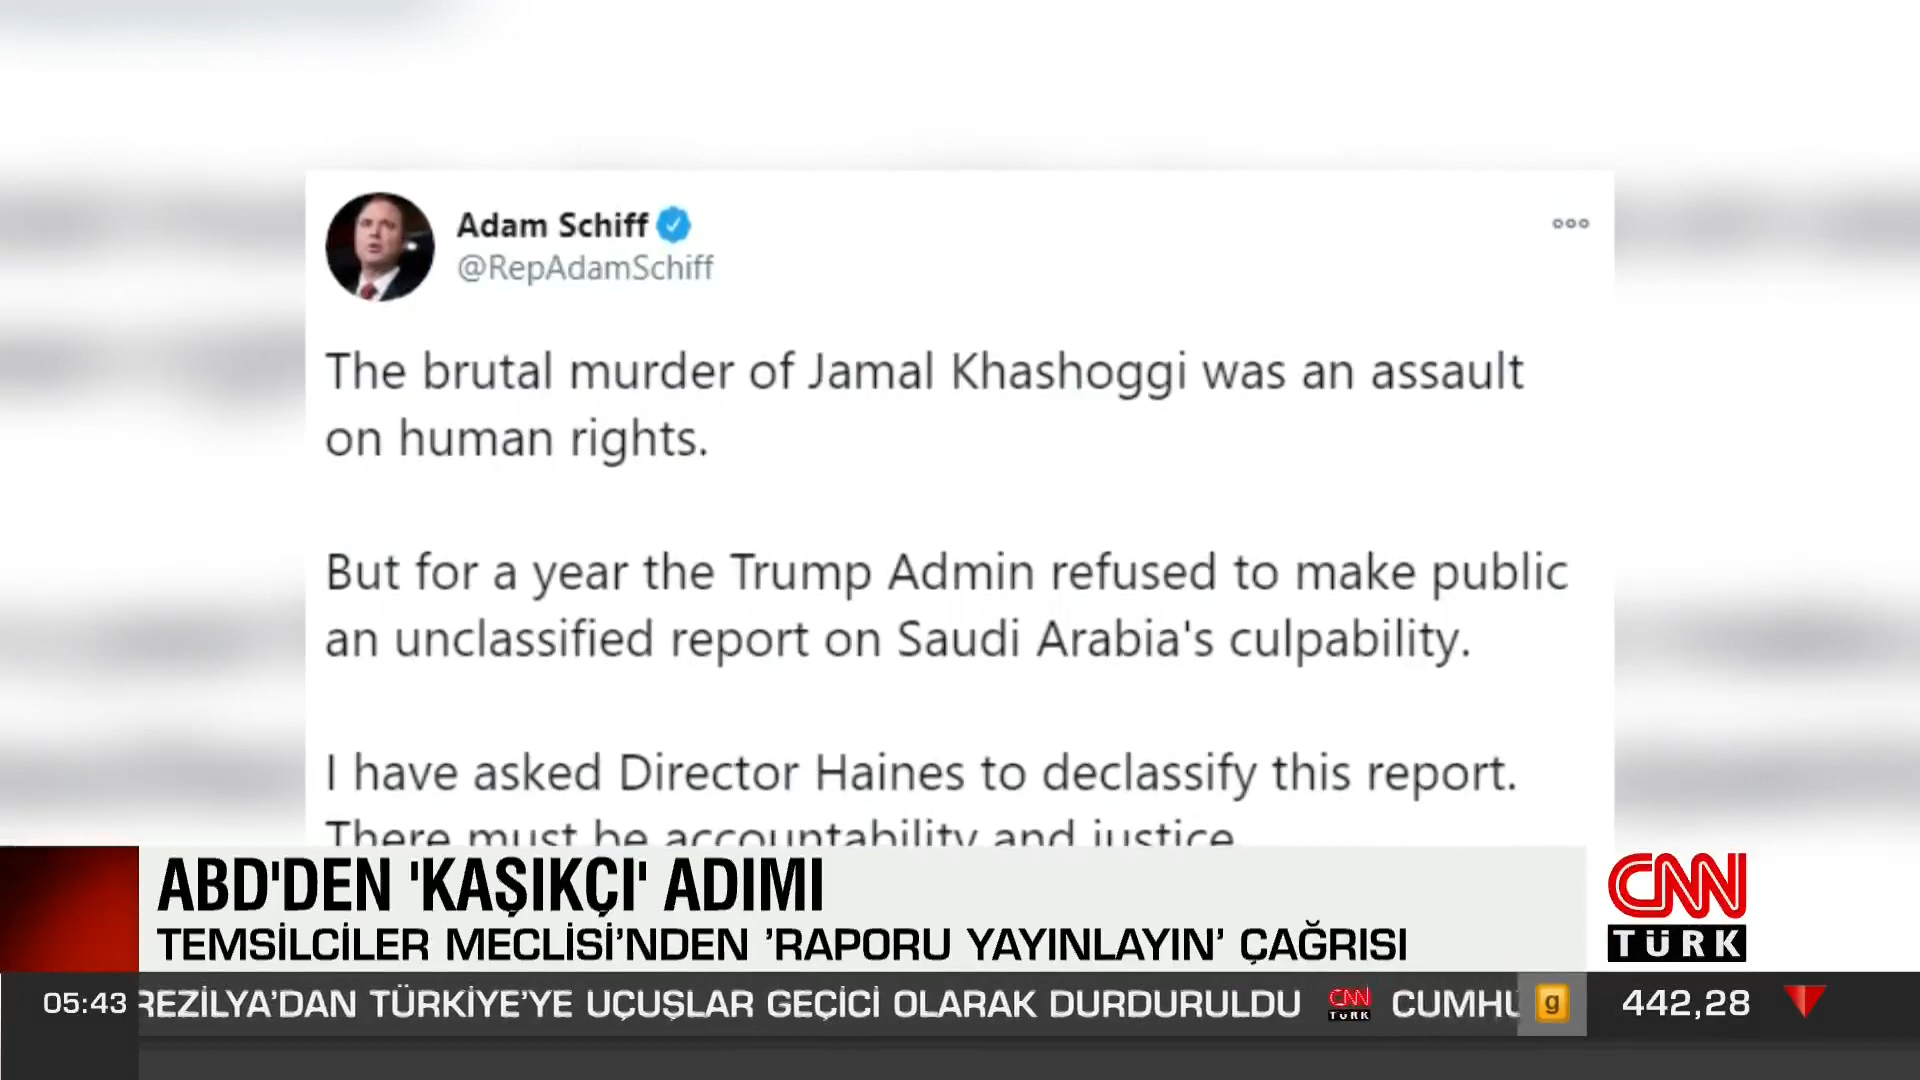 Adam Schiff
@RepAdamSchiff
The brutal murder of Jamal Khashoggi was an assault
on human rights.
But for a year the Trump Admin refused to make public
an unclassified report on Saudi Arabia's culpability.
I have asked Director Haines to declassify this report.
There must be accountability and justice.
ABD'DEN 'KAŞIKÇI' ADIMI
TEMSİLCİLER MECLİSİ’NDEN ’RAPORU YAYINLAYIN’ ÇAĞRISI
CNN
TÜRK
05:43 REZİLYA’DAN TÜRKİYE’YE UÇUŞLAR GEÇİCİ OLARAK DURDURULDU CNN TÜRK CUMHU g 442,28